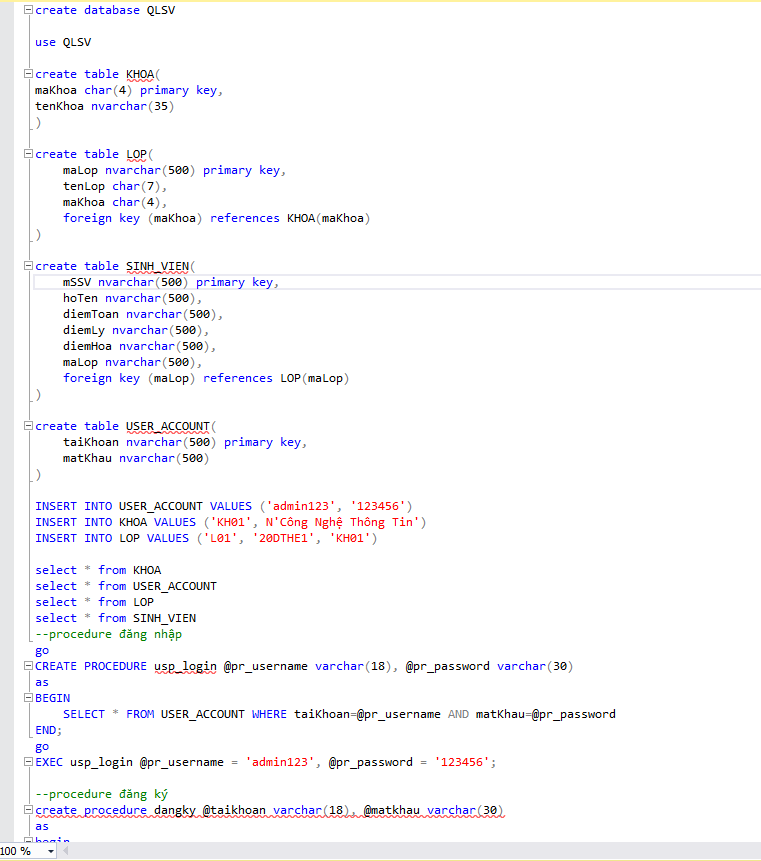 create database QLSV
use QLSV
create table KHOA(
maKhoa char(4) primary key,
tenKhoa nvarchar(35)
)
create table LOP(
maLop nvarchar(500) primary key,
tenLop char(7),
maKhoa char(4),
foreign key (maKhoa) references KHOA(maKhoa)
)
create table SINH_VIEN(
mSSV nvarchar(500) primary key,
hoTen nvarchar(500),
diemToan nvarchar(500),
diemLy nvarchar(500),
diemHoa nvarchar(500),
maLop nvarchar(500),
foreign key (maLop) references LOP(maLop)
)
create table USER_ACCOUNT(
taiKhoan nvarchar(500) primary key,
matKhau nvarchar(500)
)
INSERT INTO USER_ACCOUNT VALUES ('admin123', '123456')
INSERT INTO KHOA VALUES ('KH01', N'Công Nghệ Thông Tin')
INSERT INTO LOP VALUES ('L01', '20DTHE1', 'KH01')
select * from KHOA
select * from USER_ACCOUNT
select * from LOP
select * from SINH_VIEN
--procedure đăng nhập
go
CREATE PROCEDURE usp_login @pr_username varchar(18), @pr_password varchar(30)
as
BEGIN
SELECT * FROM USER_ACCOUNT WHERE taiKhoan=@pr_username AND matKhau=@pr_password
END;
go
EXEC usp_login @pr_username = 'admin123', @pr_password = '123456';
--procedure đăng ký
create procedure dangky @taikhoan varchar(18), @matkhau varchar(30)
as
begin
100 %